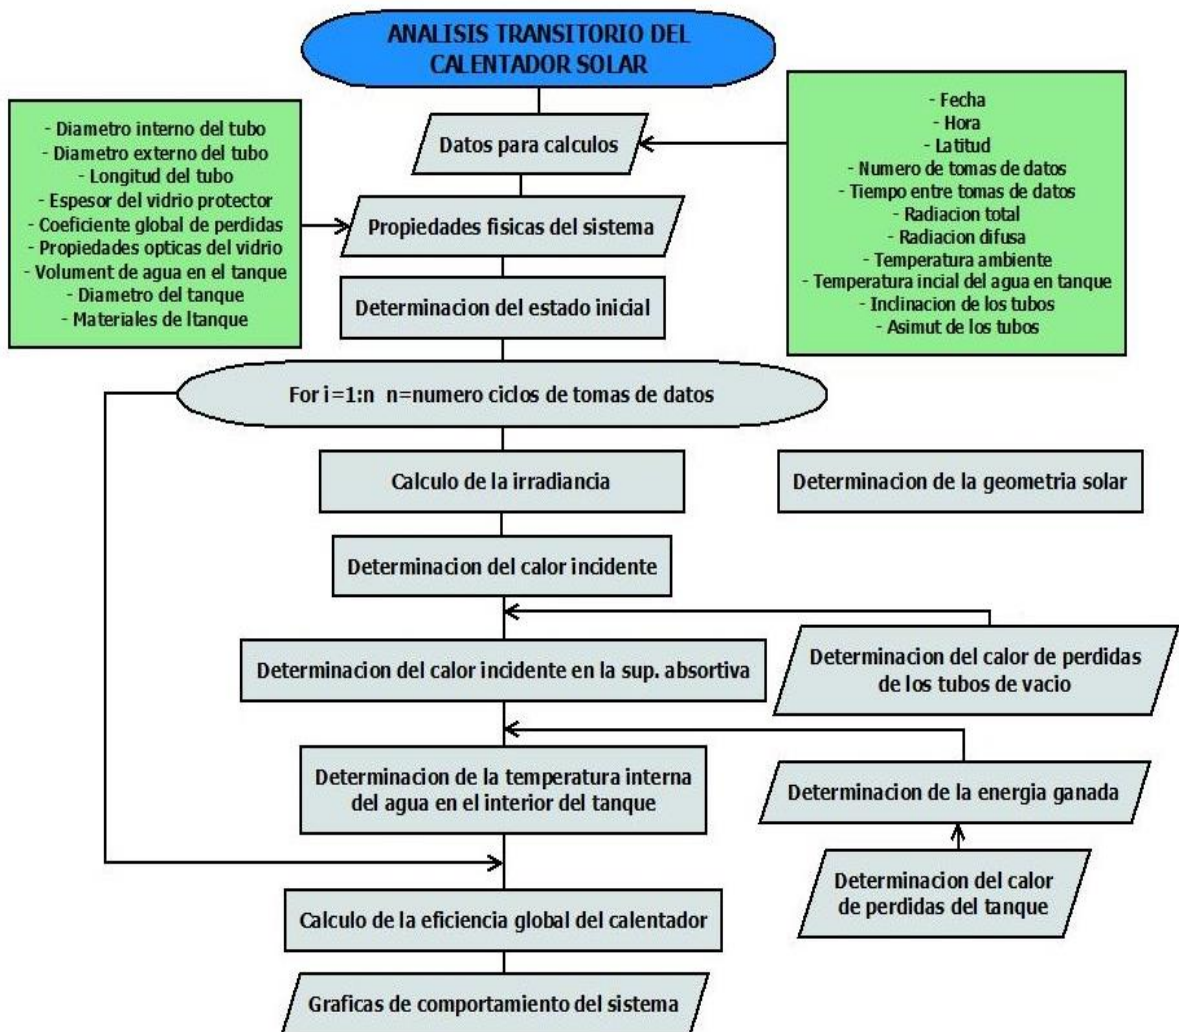 ANALISIS TRANSITORIO DEL
CALENTADOR SOLAR
- Diametro interno del tubo
- Diametro externo del tubo
- Longitud del tubo
- Espesor del vidrio protector
- Coeficiente global de perdidas
- Propiedades opticas del vidrio
- Volument de agua en el tanque
- Diametro del tanque
- Materiales de ltanque
Datos para calculos
- Fecha
- Hora
- Latitud
- Numero de tomas de datos
- Tiempo entre tomas de datos
- Radiacion total
- Radiacion difusa
- Temperatura ambiente
- Temperatura incial del agua en tanque
- Inclinacion de los tubos
- Asimut de los tubos
Propiedades fisicas del sistema
Determinacion del estado inicial
For i=1:n n=numero ciclos de tomas de datos
Calculo de la irradiancia
Determinacion de la geometria solar
Determinacion del calor incidente
Determinacion del calor incidente en la sup. absortiva
Determinacion del calor de perdidas
de los tubos de vacio
Determinacion de la temperatura interna
del agua en el interior del tanque
Determinacion de la energia ganada
Determinacion del calor
de perdidas del tanque
Calculo de la eficiencia global del calentador
Graficas de comportamiento del sistema